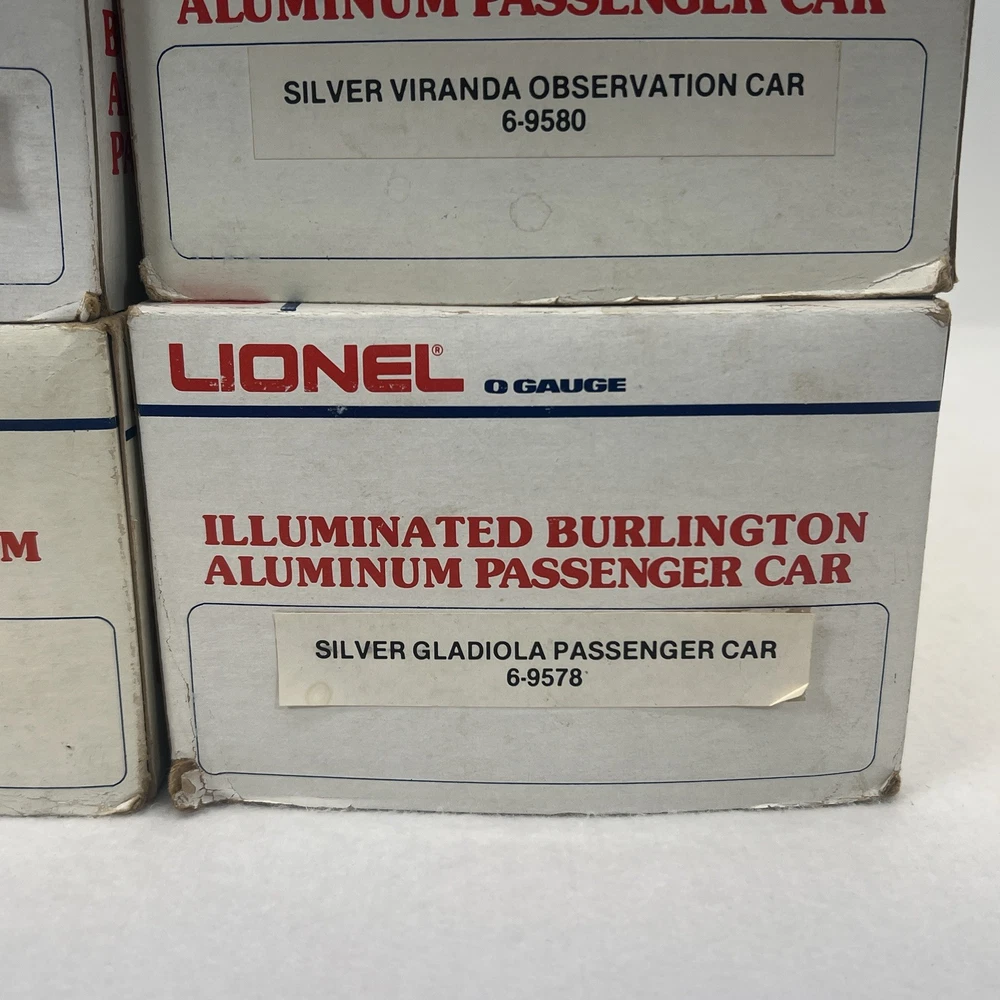 ALUMINUM PASSENGER CAR
SILVER VIRANDA OBSERVATION CAR
6-9580
LIONEL®
O GAUGE
ILLUMINATED BURLINGTON
ALUMINUM PASSENGER CAR
SILVER GLADIOLA PASSENGER CAR
6-9578
M
B
A
P